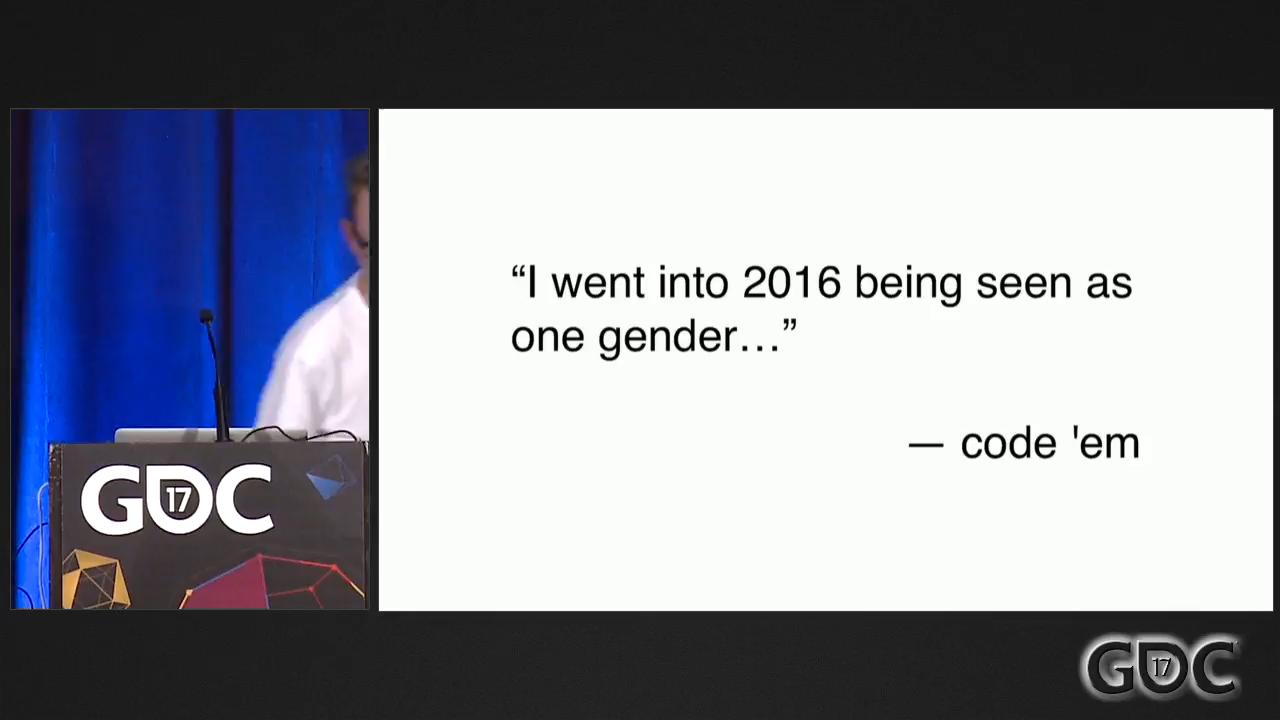 “I went into 2016 being seen as
one gender…”
— code 'em
GDC 17
GDC 17